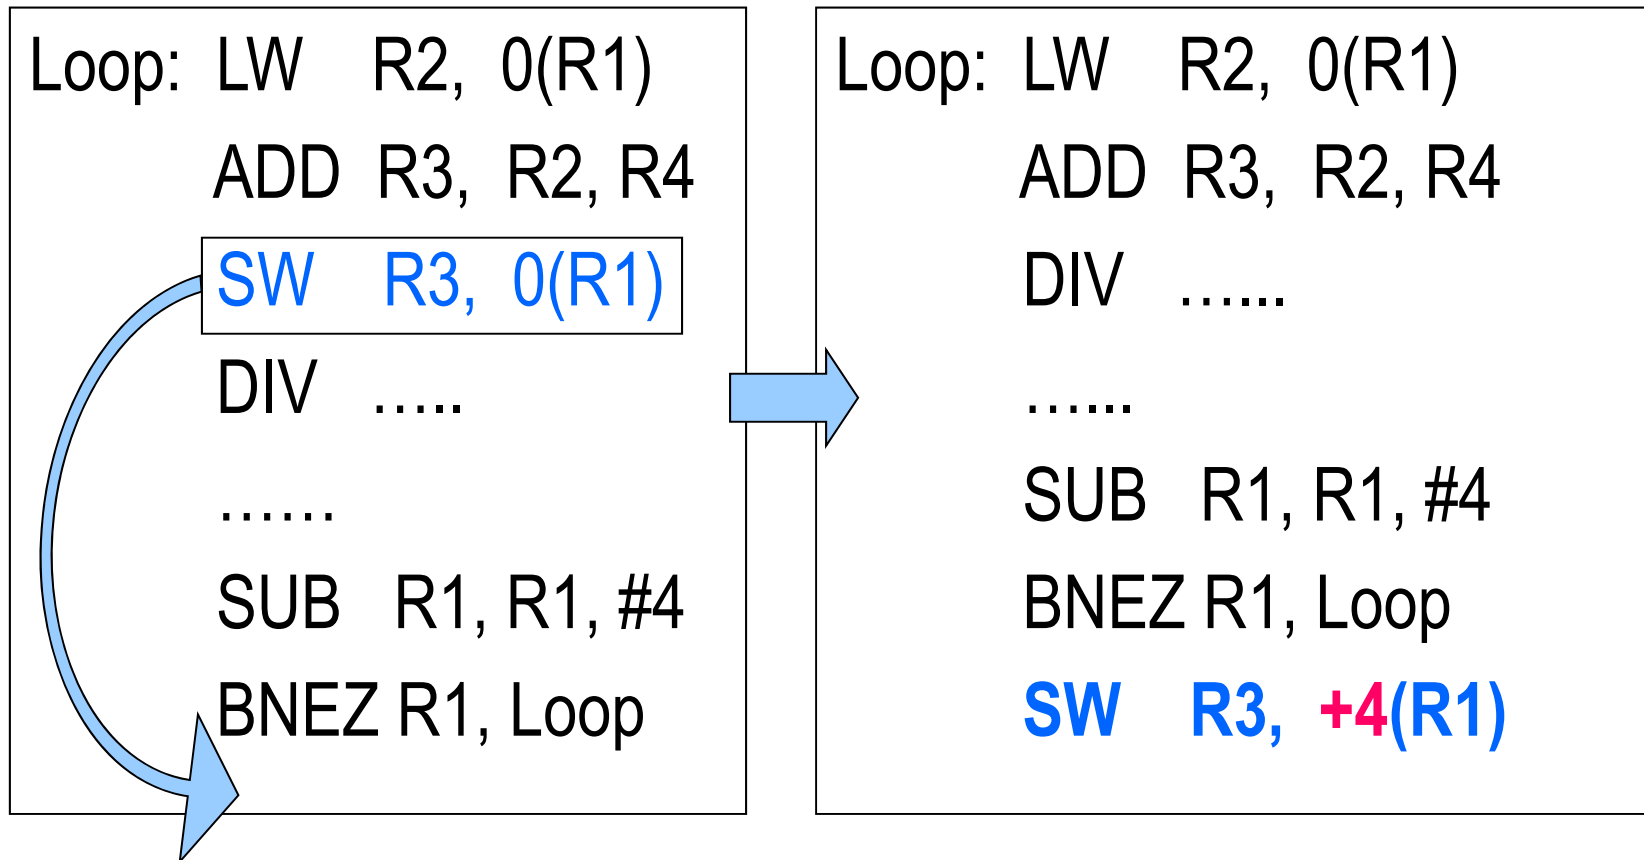 Loop: LW R2, 0(R1)
ADD R3, R2, R4
SW R3, 0(R1)
DIV …..
……
SUB R1, R1, #4
BNEZ R1, Loop
Loop: LW R2, 0(R1)
ADD R3, R2, R4
DIV …...
…...
SUB R1, R1, #4
BNEZ R1, Loop
SW R3, +4(R1)